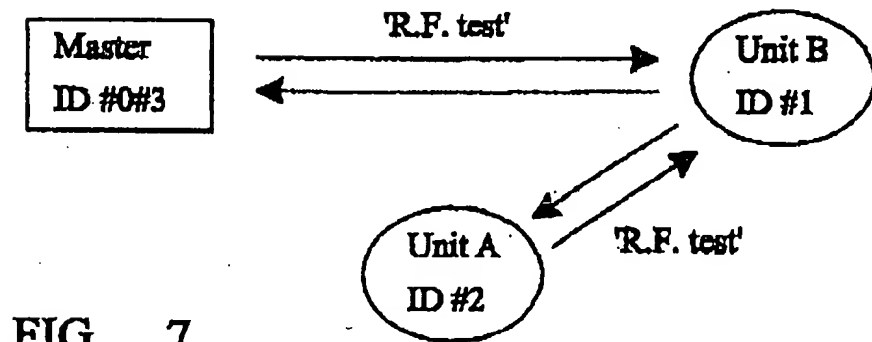 'R.F. test'
Master
ID #0#3
Unit B
ID #1
Unit A
ID #2
'R.F. test'
FIG. 7